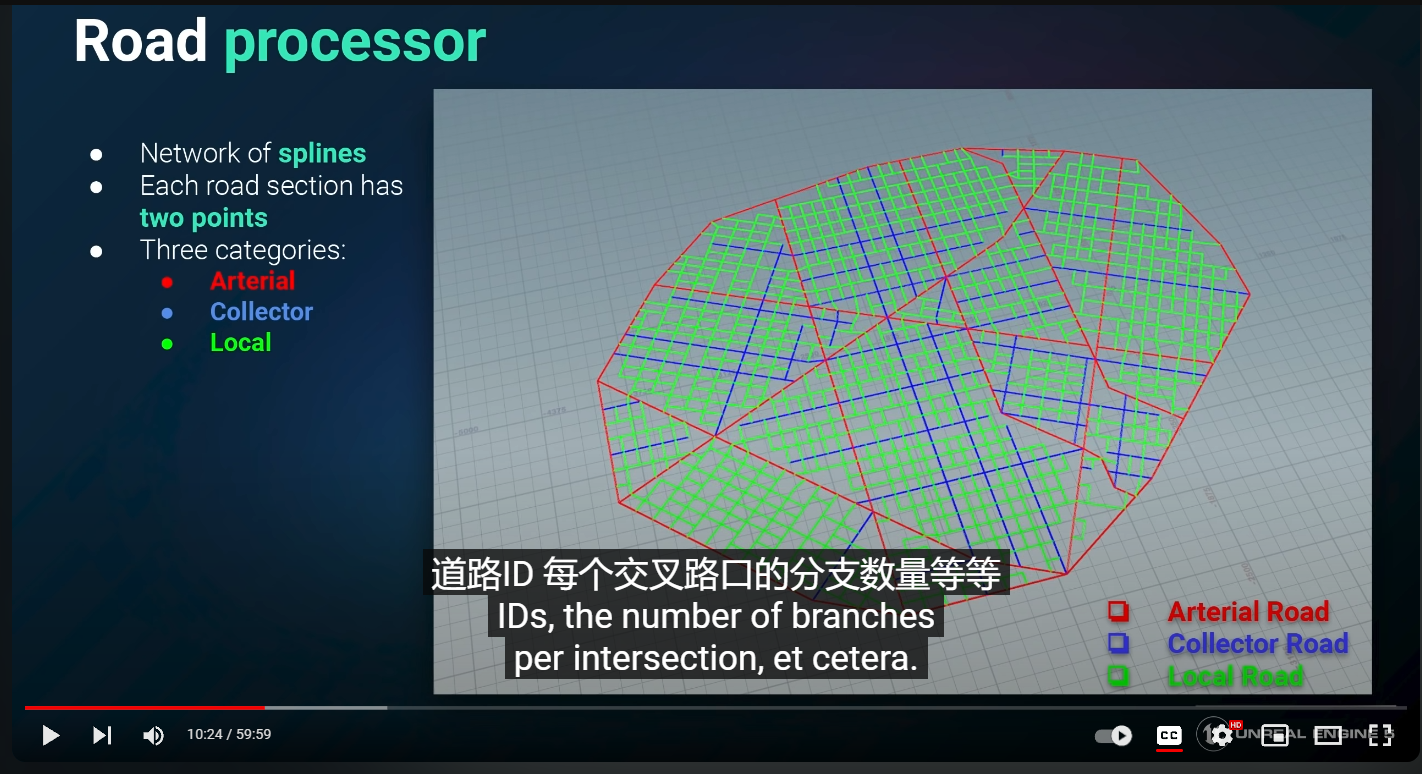 Road processor
● Network of splines
● Each road section has
two points
● Three categories:
● Arterial
● Collector
● Local
道路ID 每个交叉路口的分支数量等等
IDs, the number of branches
per intersection, et cetera.
Arterial Road
Collector Road
Local Road
10:24 / 59:59
CC
HD
UNREAL ENGINE 5